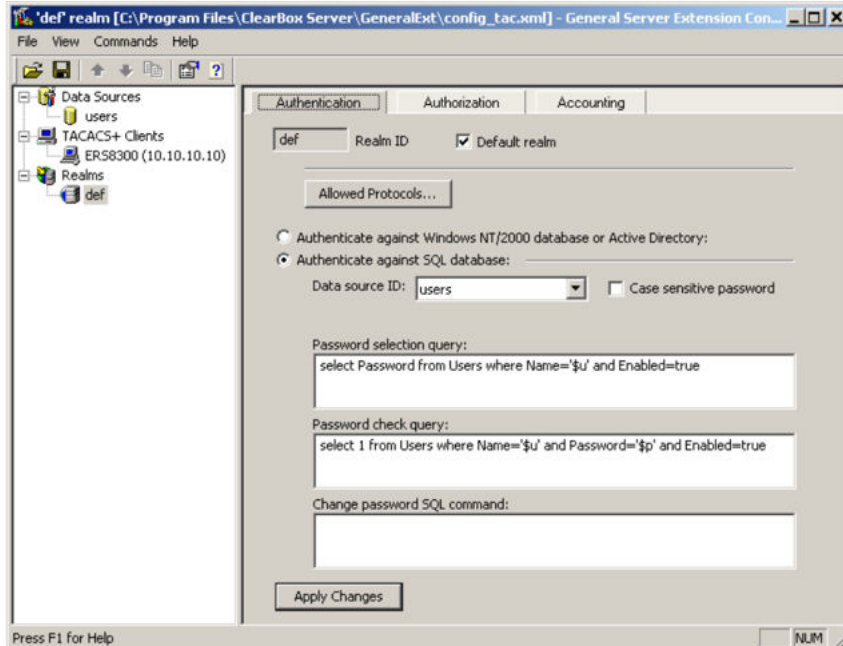 'def' realm [C:\Program Files\ClearBox Server\GeneralExt\config_tac.xml] - General Server Extension Con...
File View Commands Help
Data Sources
users
TACACS+ Clients
ERS8300 (10.10.10.10)
Realms
def
Authentication Authorization Accounting
def Realm ID Default realm
Allowed Protocols...
Authenticate against Windows NT/2000 database or Active Directory:
Authenticate against SQL database:
Data source ID: users Case sensitive password
Password selection query:
select Password from Users where Name='$u' and Enabled=true
Password check query:
select 1 from Users where Name='$u' and Password='$p' and Enabled=true
Change password SQL command:
Apply Changes
Press F1 for Help NUM